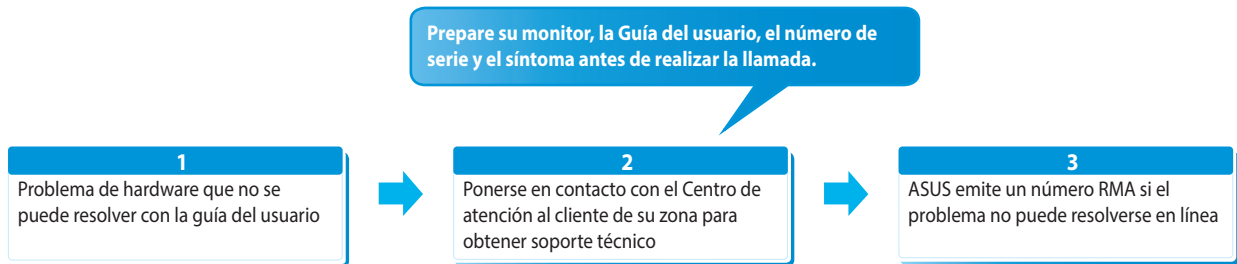 Prepare su monitor, la Guía del usuario, el número de
serie y el síntoma antes de realizar la llamada.
1
Problema de hardware que no se
puede resolver con la guía del usuario
2
Ponerse en contacto con el Centro de
atención al cliente de su zona para
obtener soporte técnico
3
ASUS emite un número RMA si el
problema no puede resolverse en línea